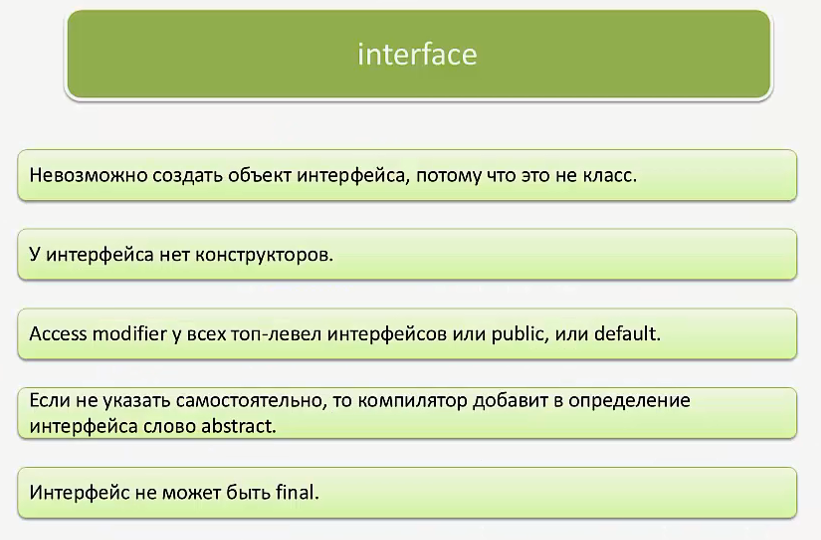 interface
Невозможно создать объект интерфейса, потому что это не класс.
У интерфейса нет конструкторов.
Access modifier у всех топ-левел интерфейсов или public, или default.
Если не указать самостоятельно, то компилятор добавит в определение
интерфейса слово abstract.
Интерфейс не может быть final.